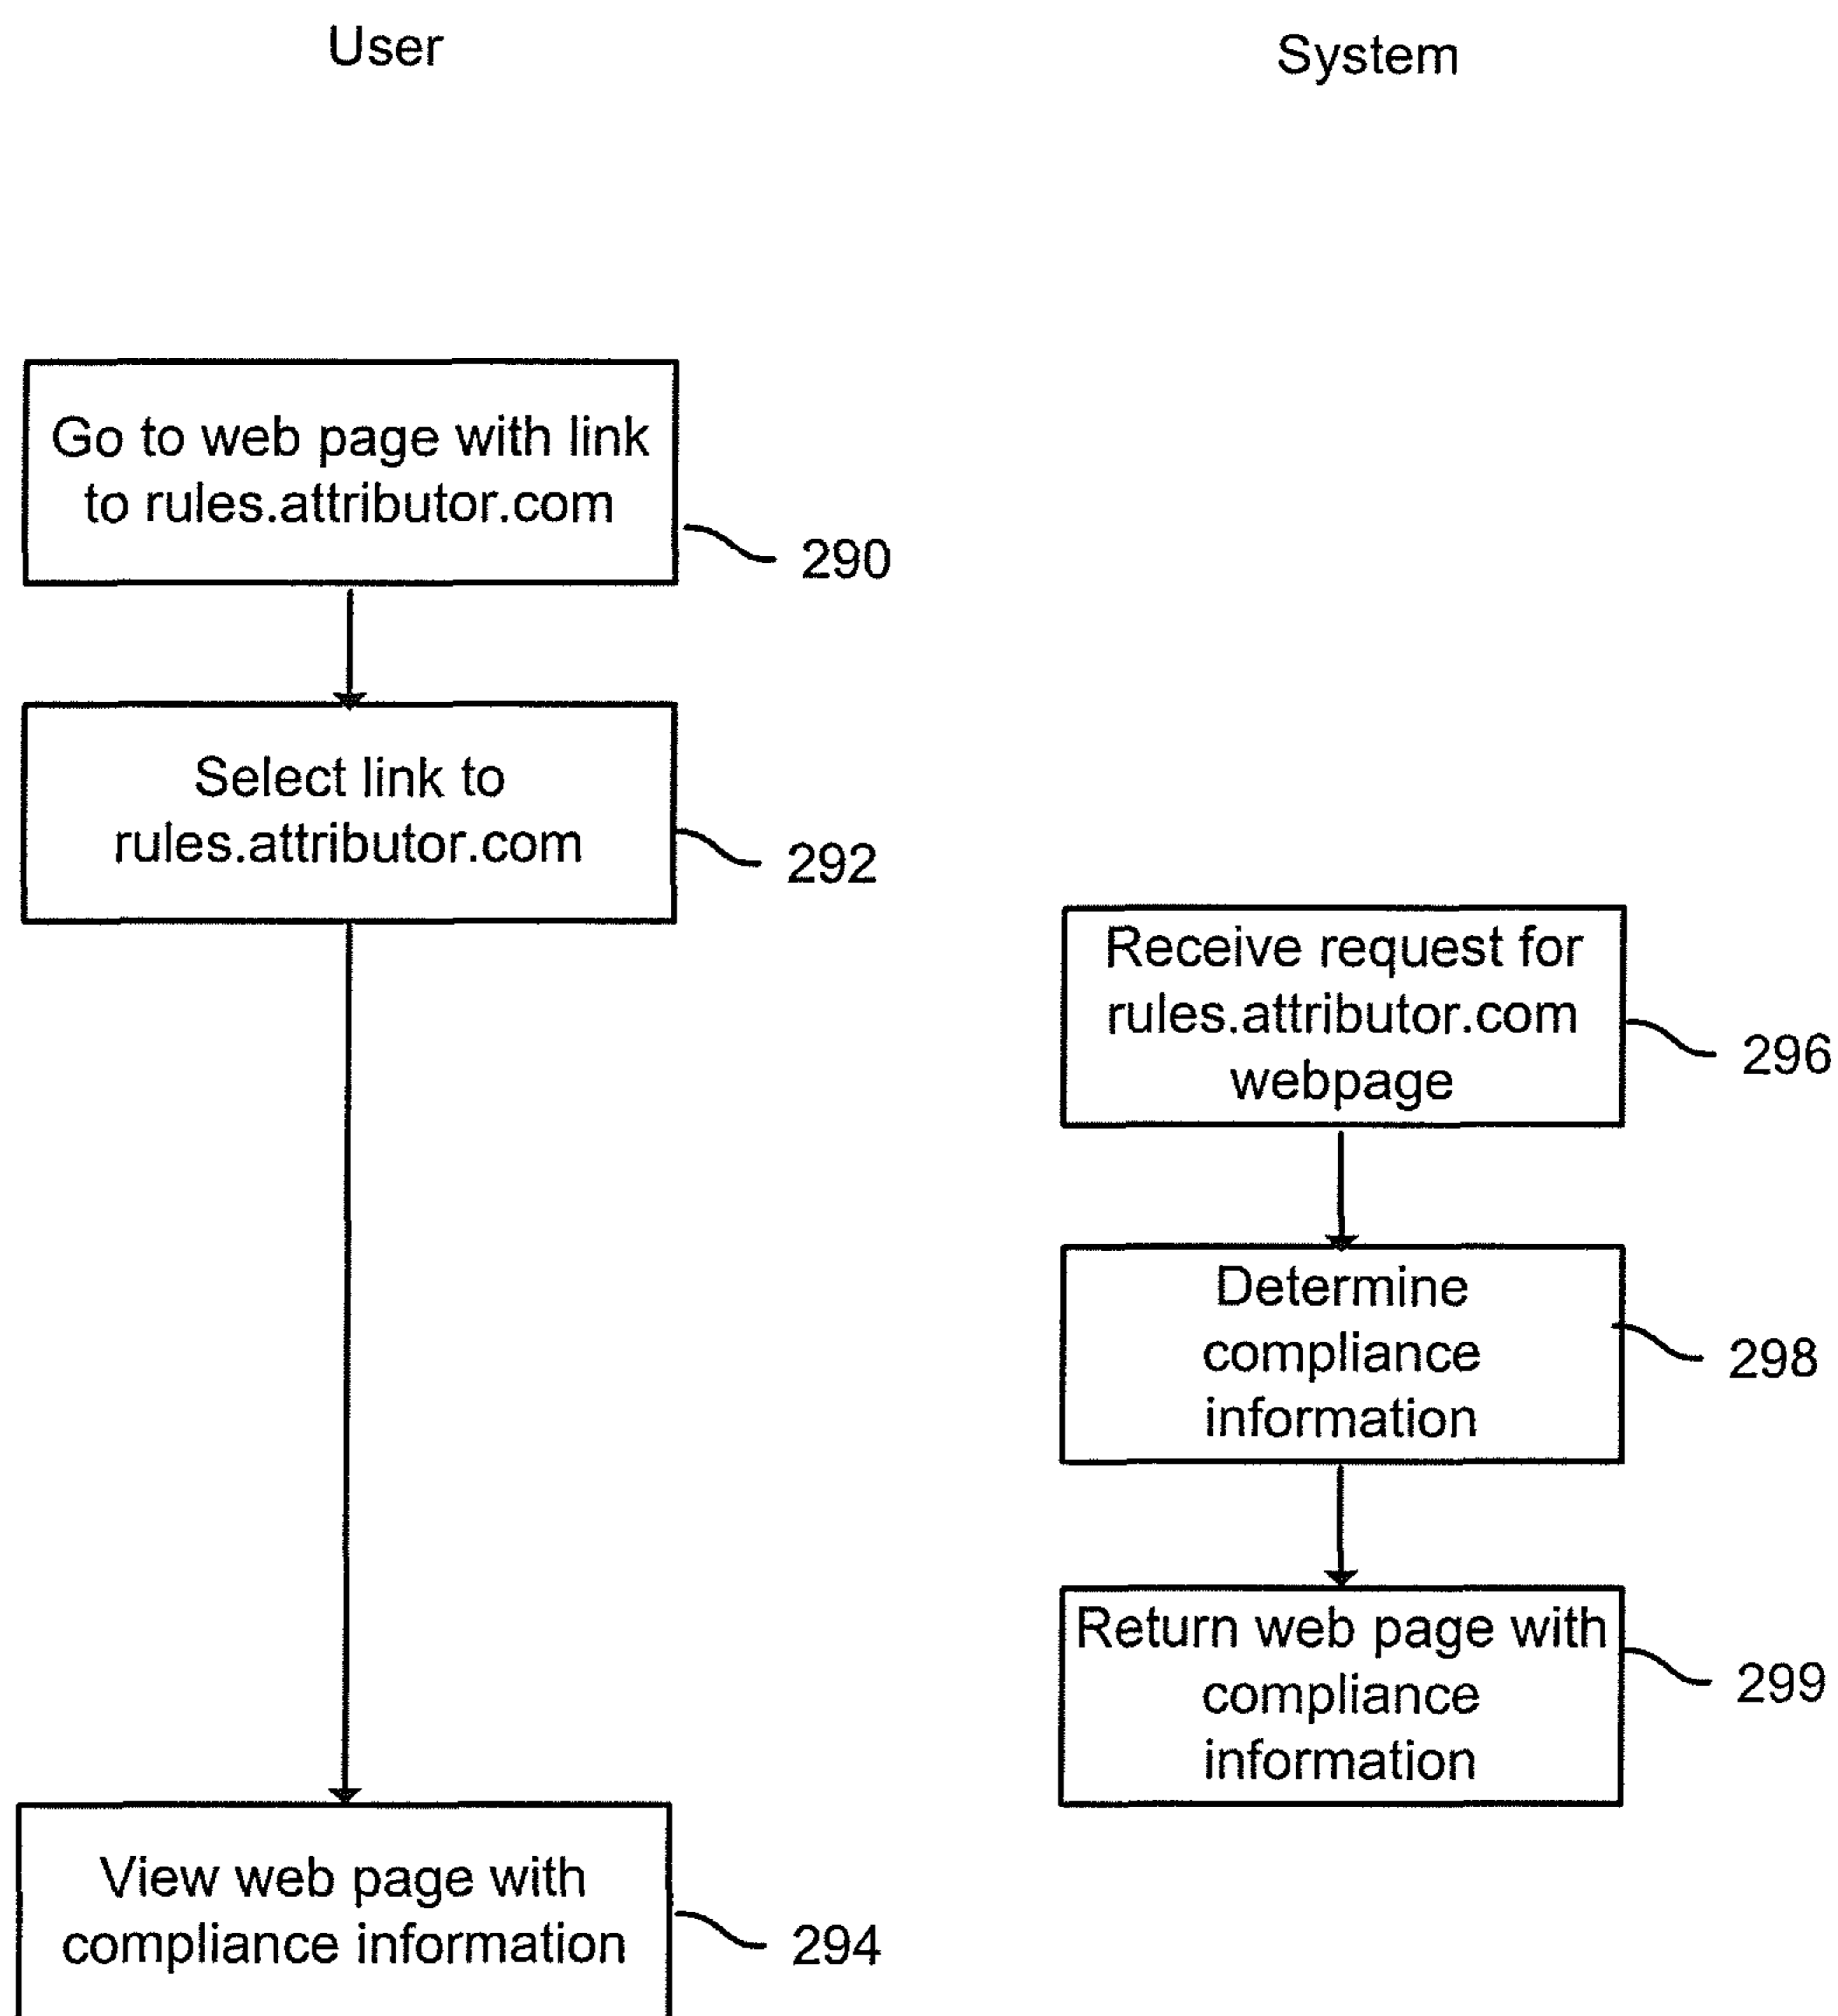 User
System
Go to web page with link
to rules.attributor.com
290
Select link to
rules.attributor.com
292
Receive request for
rules.attributor.com
webpage
296
Determine
compliance
information
298
Return web page with
compliance
information
299
View web page with
compliance information
294